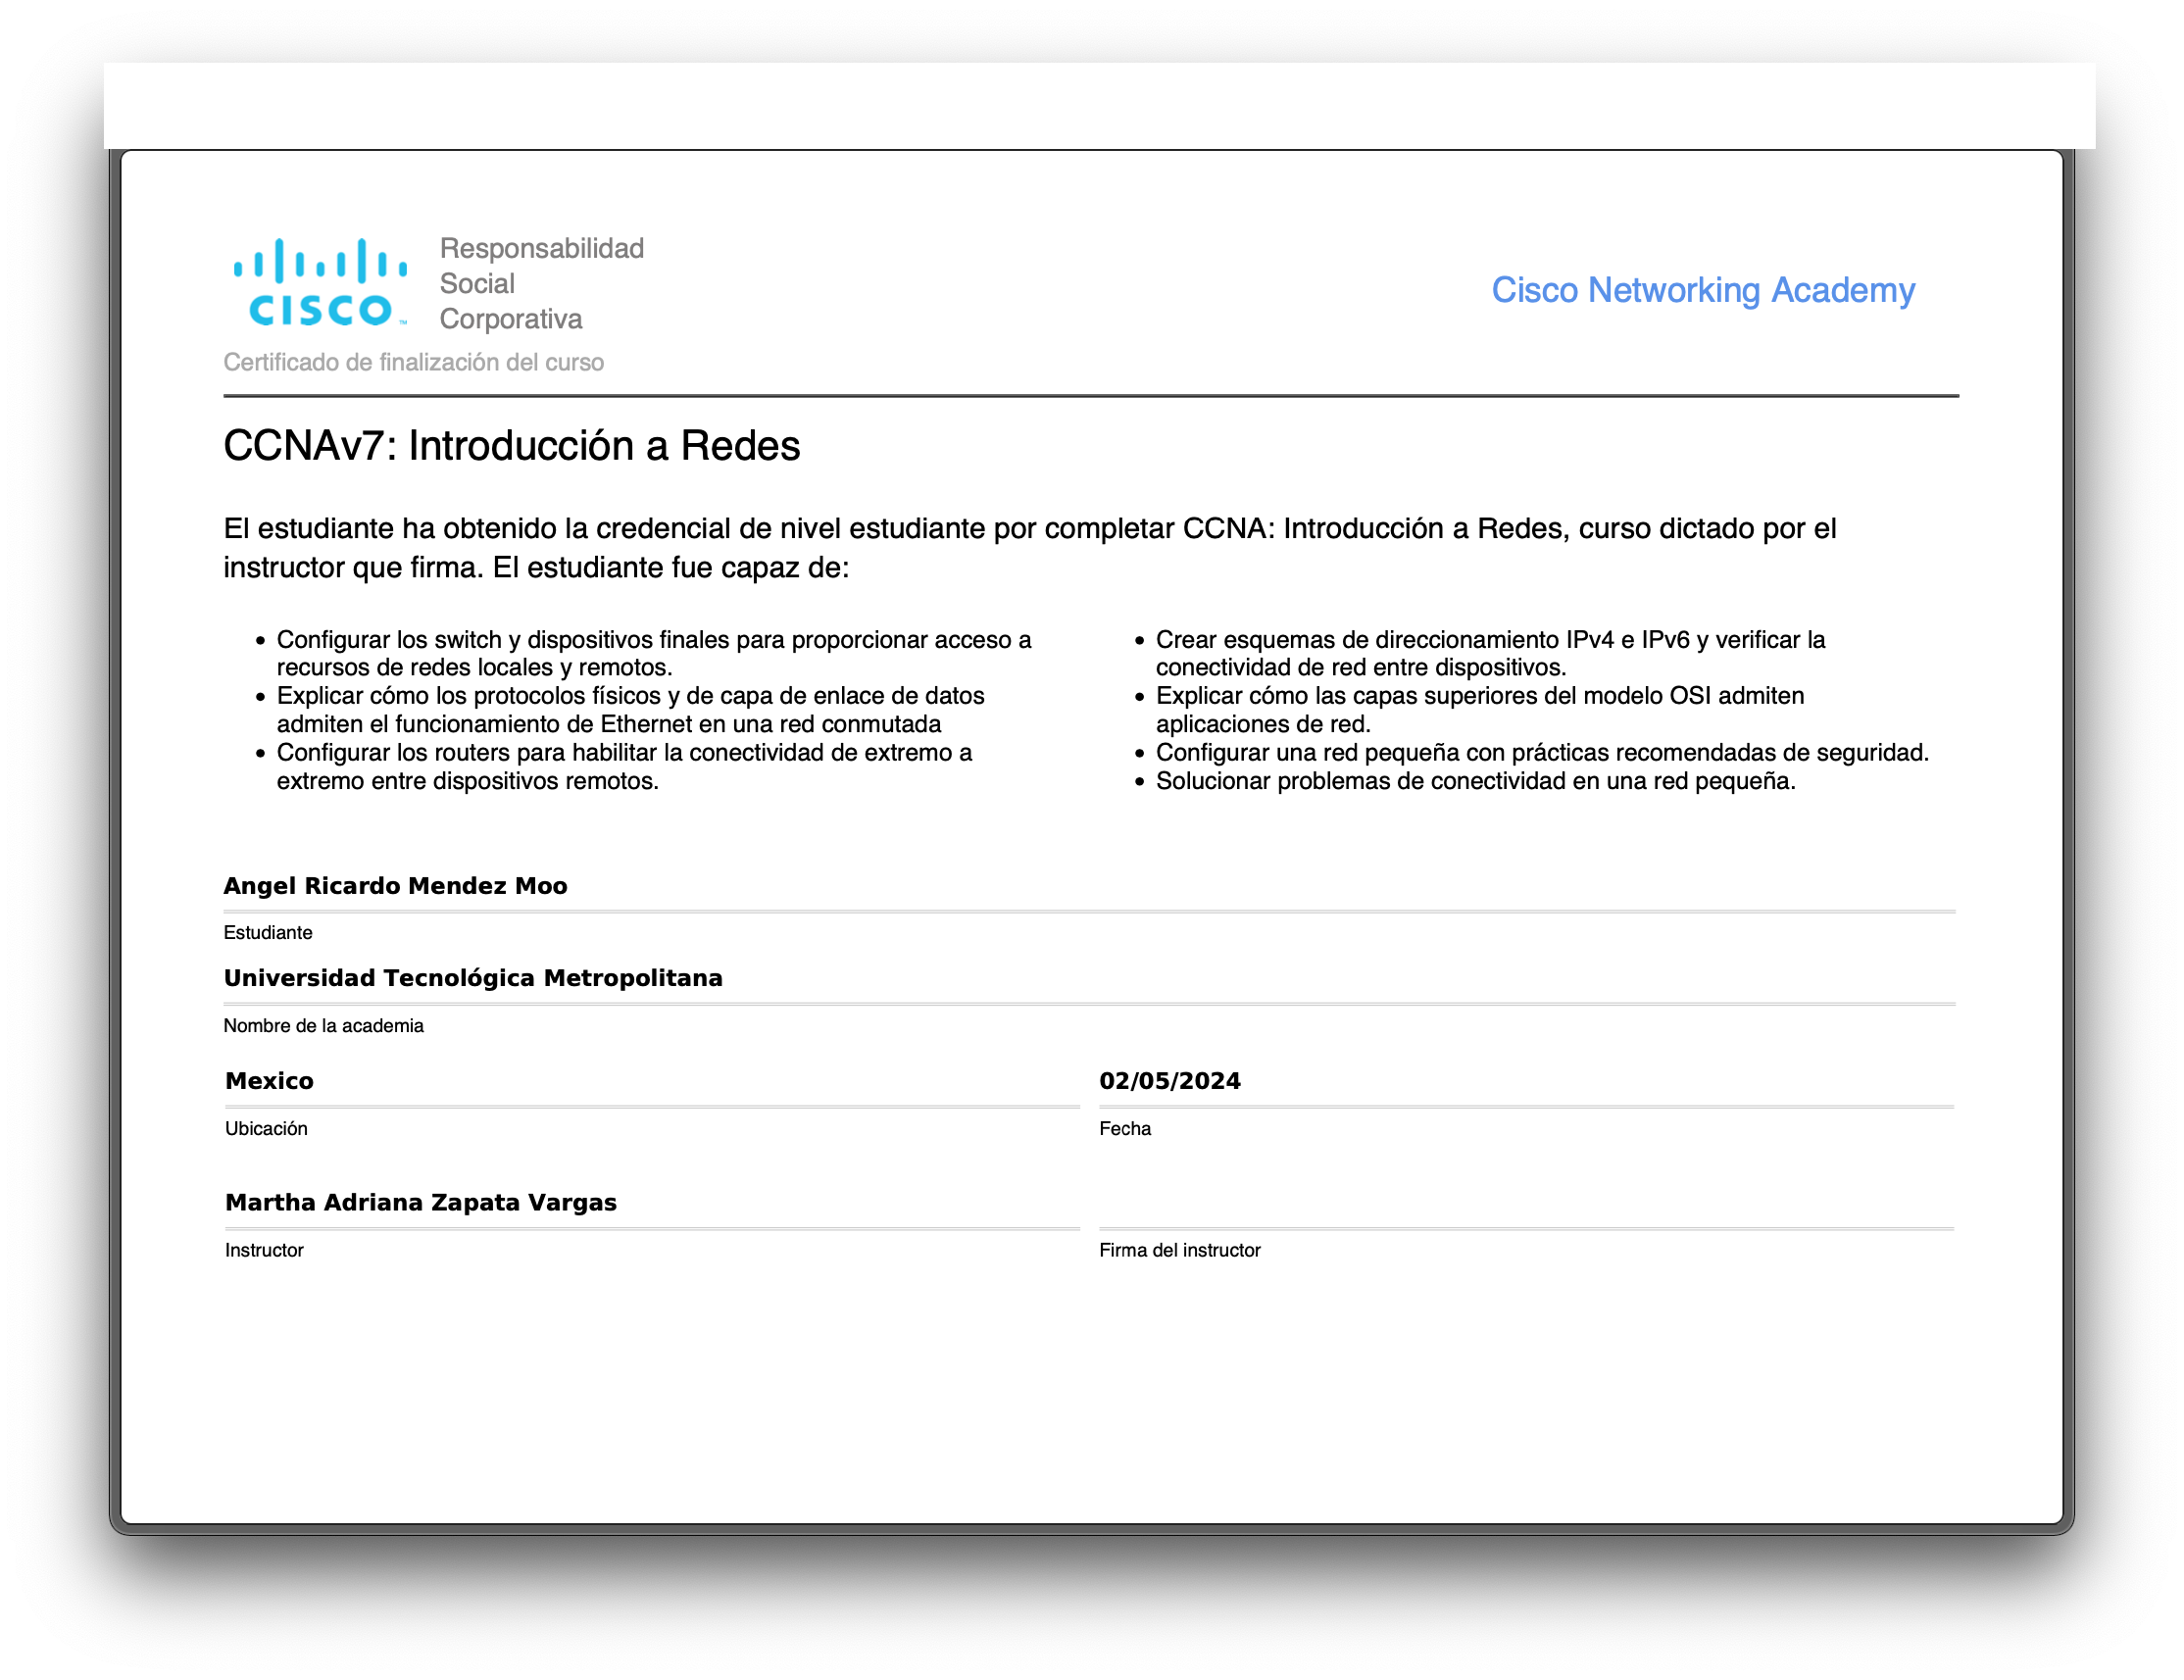 CISCO™
Responsabilidad
Social
Corporativa
Cisco Networking Academy
Certificado de finalización del curso
CCNAv7: Introducción a Redes
El estudiante ha obtenido la credencial de nivel estudiante por completar CCNA: Introducción a Redes, curso dictado por el
instructor que firma. El estudiante fue capaz de:
• Configurar los switch y dispositivos finales para proporcionar acceso a
recursos de redes locales y remotos.
• Explicar cómo los protocolos físicos y de capa de enlace de datos
admiten el funcionamiento de Ethernet en una red conmutada
• Configurar los routers para habilitar la conectividad de extremo a
extremo entre dispositivos remotos.
• Crear esquemas de direccionamiento IPv4 e IPv6 y verificar la
conectividad de red entre dispositivos.
• Explicar cómo las capas superiores del modelo OSI admiten
aplicaciones de red.
• Configurar una red pequeña con prácticas recomendadas de seguridad.
• Solucionar problemas de conectividad en una red pequeña.
Angel Ricardo Mendez Moo
Estudiante
Universidad Tecnológica Metropolitana
Nombre de la academia
Mexico
Ubicación
02/05/2024
Fecha
Martha Adriana Zapata Vargas
Instructor
Firma del instructor